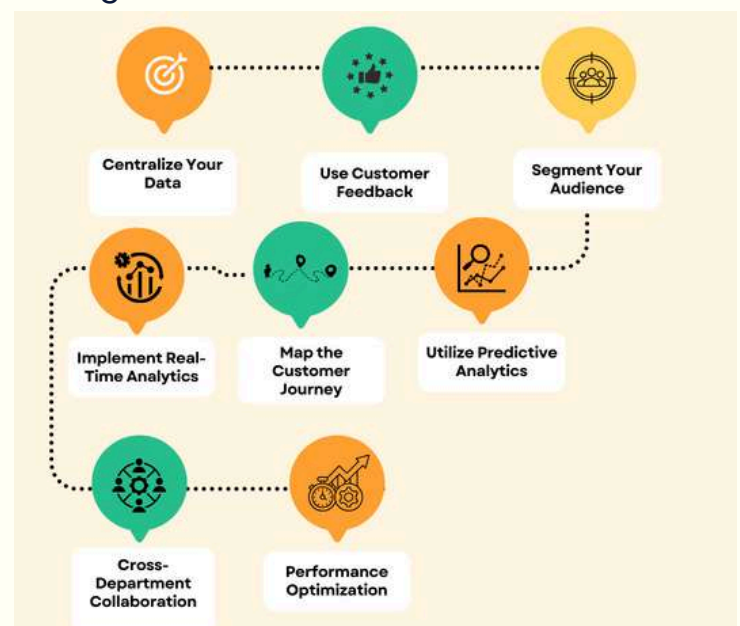 Centralize Your
Data
Use Customer
Feedback
Segment Your
Audience
Implement Real-
Time Analytics
Map the
Customer
Journey
Utilize Predictive
Analytics
Cross-
Department
Collaboration
Performance
Optimization